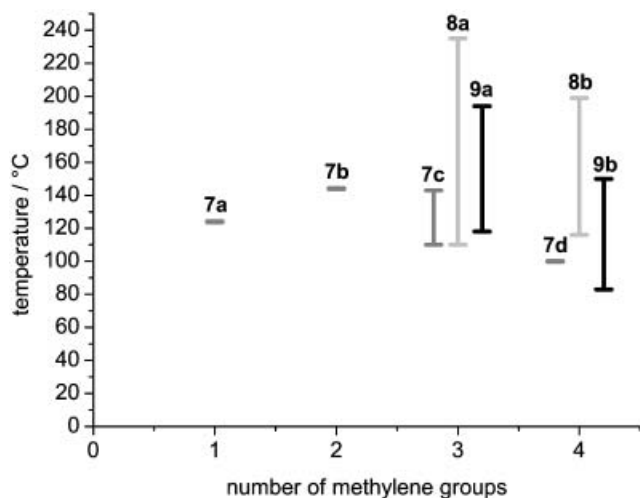 240
220
200
180
160
140
120
100
80
60
40
20
0
temperature / °C
8a
9a
8b
7b
7c
9b
7a
7d
0 1 2 3 4
number of methylene groups